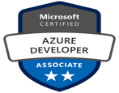 Microsoft
CERTIFIED
AZURE
DEVELOPER
ASSOCIATE